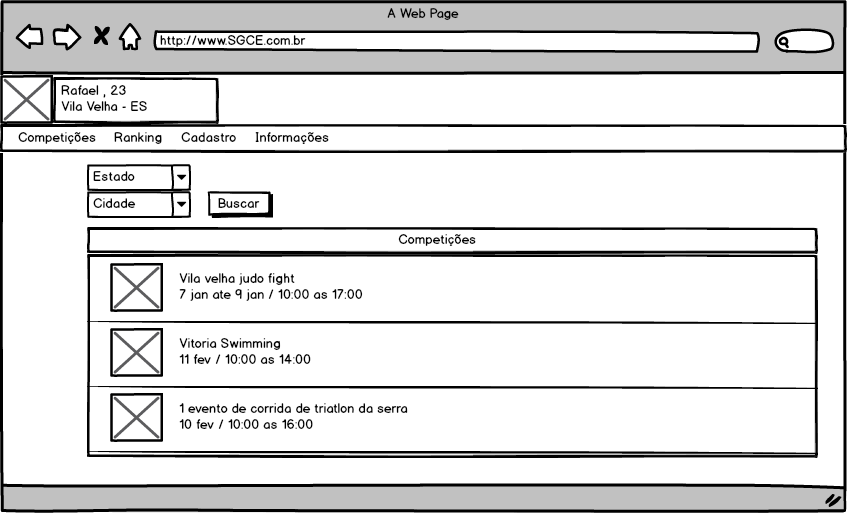 A Web Page
http://www.SGCE.com.br
Rafael , 23
Vila Velha - ES
Competições Ranking Cadastro Informações
Estado
Cidade
Buscar
Competições
Vila velha judo fight
7 jan ate 9 jan / 10:00 as 17:00
Vitoria Swimming
11 fev / 10:00 as 14:00
1 evento de corrida de triatlon da serra
10 fev / 10:00 as 16:00